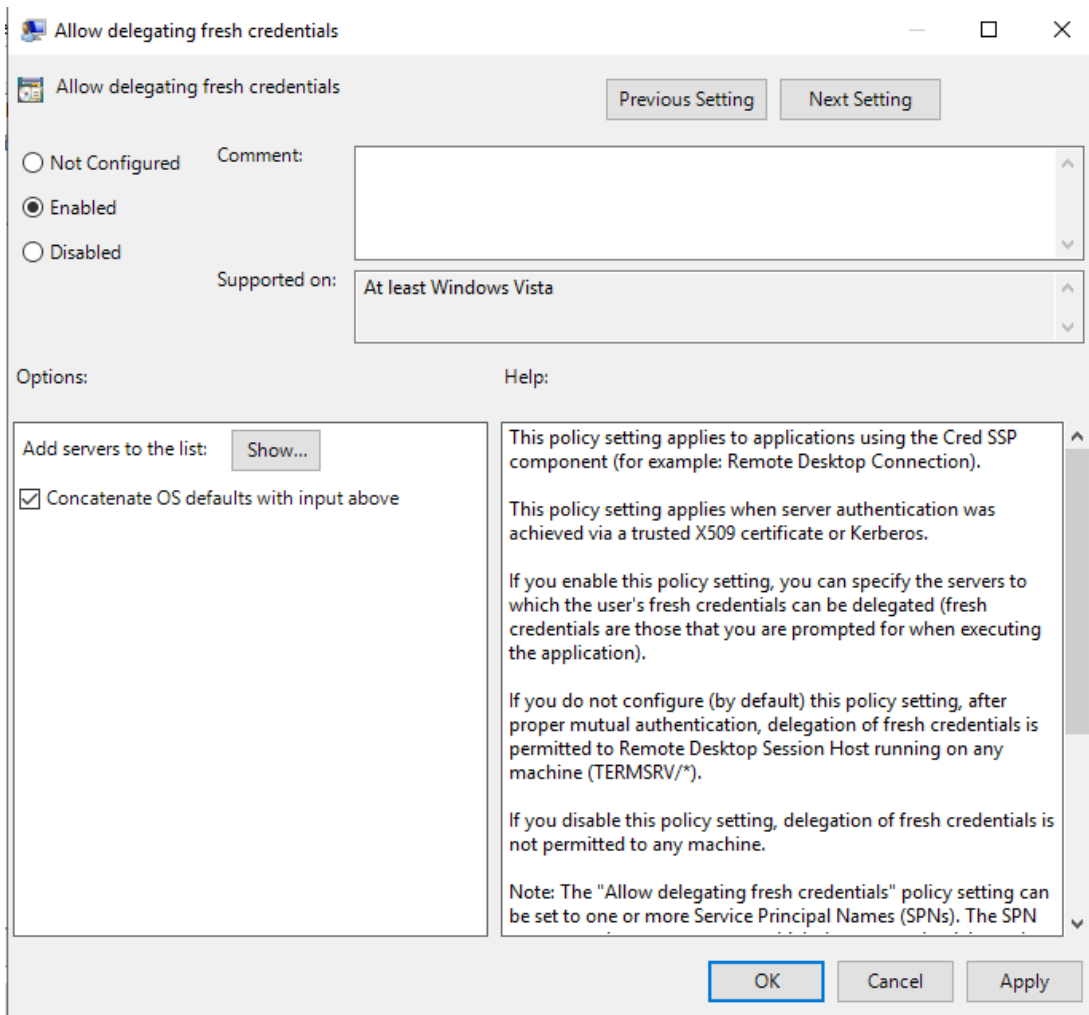 Allow delegating fresh credentials
Allow delegating fresh credentials
Previous Setting
Next Setting
Not Configured
Comment:
Enabled
Disabled
Supported on:
At least Windows Vista
Options:
Help:
Add servers to the list:
Show...
Concatenate OS defaults with input above
This policy setting applies to applications using the Cred SSP
component (for example: Remote Desktop Connection).
This policy setting applies when server authentication was
achieved via a trusted X509 certificate or Kerberos.
If you enable this policy setting, you can specify the servers to
which the user's fresh credentials can be delegated (fresh
credentials are those that you are prompted for when executing
the application).
If you do not configure (by default) this policy setting, after
proper mutual authentication, delegation of fresh credentials is
permitted to Remote Desktop Session Host running on any
machine (TERMSRV/*).
If you disable this policy setting, delegation of fresh credentials is
not permitted to any machine.
Note: The "Allow delegating fresh credentials" policy setting can
be set to one or more Service Principal Names (SPNs). The SPN
OK
Cancel
Apply